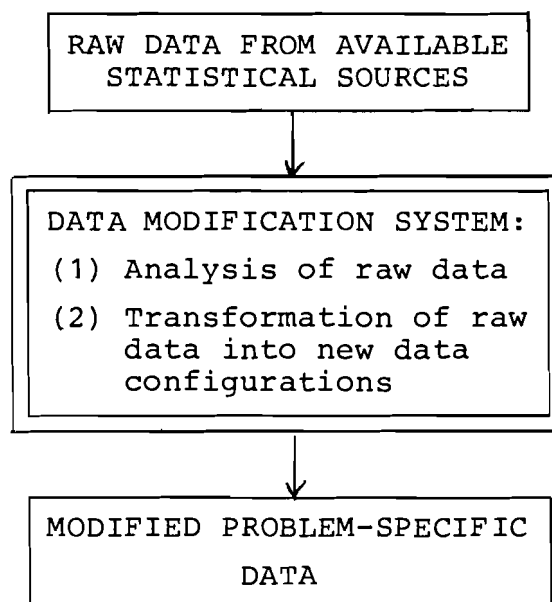 RAW DATA FROM AVAILABLE
STATISTICAL SOURCES
DATA MODIFICATION SYSTEM:
(1) Analysis of raw data
(2) Transformation of raw
data into new data
configurations
MODIFIED PROBLEM-SPECIFIC
DATA